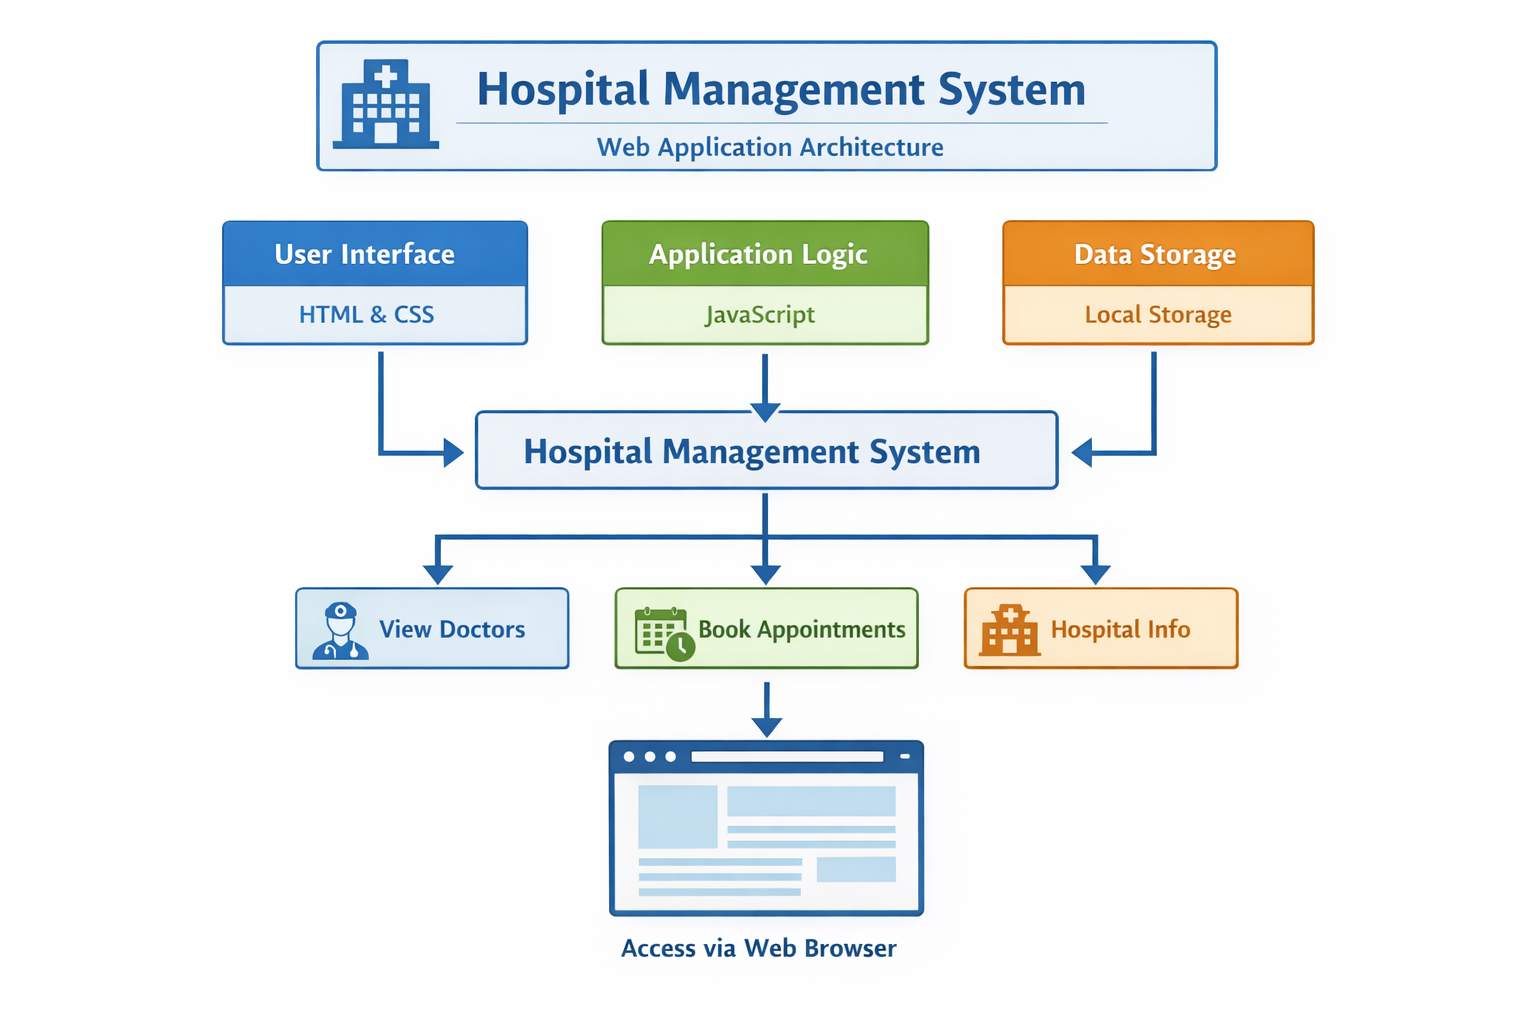 Hospital Management System
Web Application Architecture
User Interface
HTML & CSS
Application Logic
JavaScript
Data Storage
Local Storage
Hospital Management System
View Doctors
Book Appointments
Hospital Info
Access via Web Browser